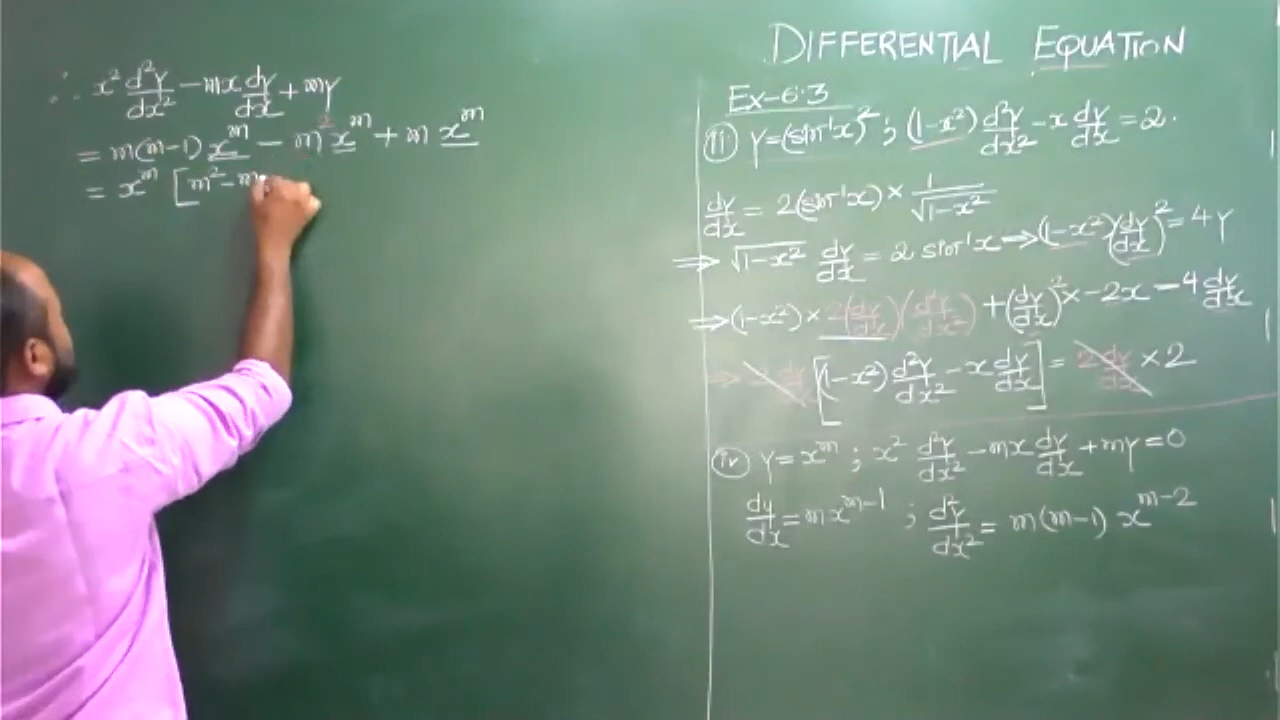 ∴ x² d²y/dx² − mx dy/dx + my
= m(m−1) x^m − m² x^m + m x^m
= x^m [m² − m
DIFFERENTIAL EQUATION
Ex-6.3
(iii) y = (sin⁻¹x)² ; (1−x²) d²y/dx² − x dy/dx = 2.
dy/dx = 2(sin⁻¹x) × 1/√(1−x²)
⇒ √(1−x²) dy/dx = 2 sin⁻¹x → (1−x²)(dy/dx)² = 4y
⇒ (1−x²) × 2(dy/dx)(d²y/dx²) + (dy/dx)² × −2x = 4 dy/dx
⇒ [(1−x²) d²y/dx² − x dy/dx] = 2 dy/dx × 2
(iv) y = x^m ; x² d²y/dx² − mx dy/dx + my = 0
dy/dx = mx^(m−1) ; d²y/dx² = m(m−1) x^(m−2)